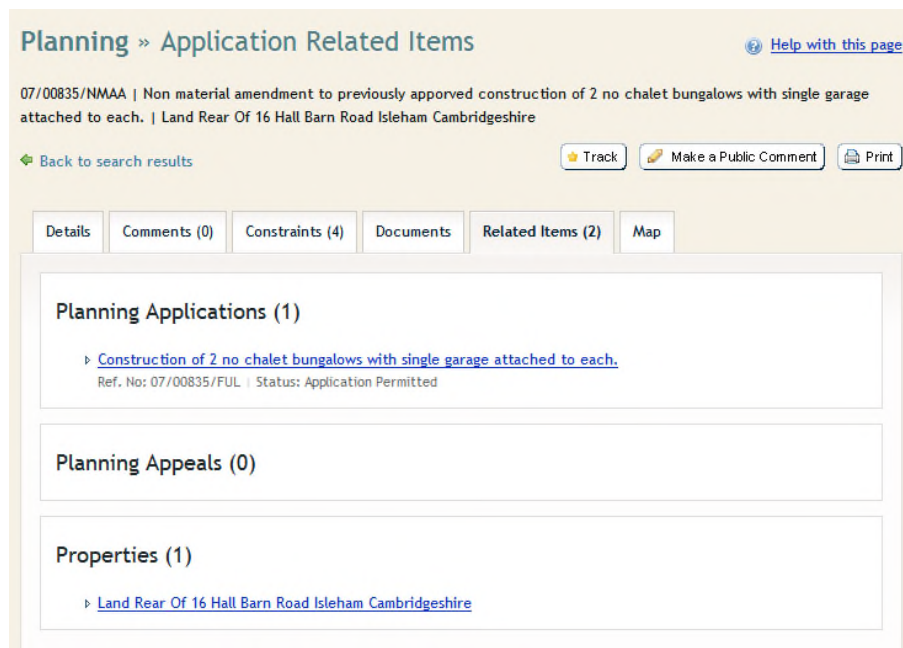 Planning » Application Related Items
Help with this page
07/00835/NMAA | Non material amendment to previously apporved construction of 2 no chalet bungalows with single garage
attached to each. | Land Rear Of 16 Hall Barn Road Isleham Cambridgeshire
Back to search results
Track
Make a Public Comment
Print
Details
Comments (0)
Constraints (4)
Documents
Related Items (2)
Map
Planning Applications (1)
Construction of 2 no chalet bungalows with single garage attached to each.
Ref. No: 07/00835/FUL | Status: Application Permitted
Planning Appeals (0)
Properties (1)
Land Rear Of 16 Hall Barn Road Isleham Cambridgeshire